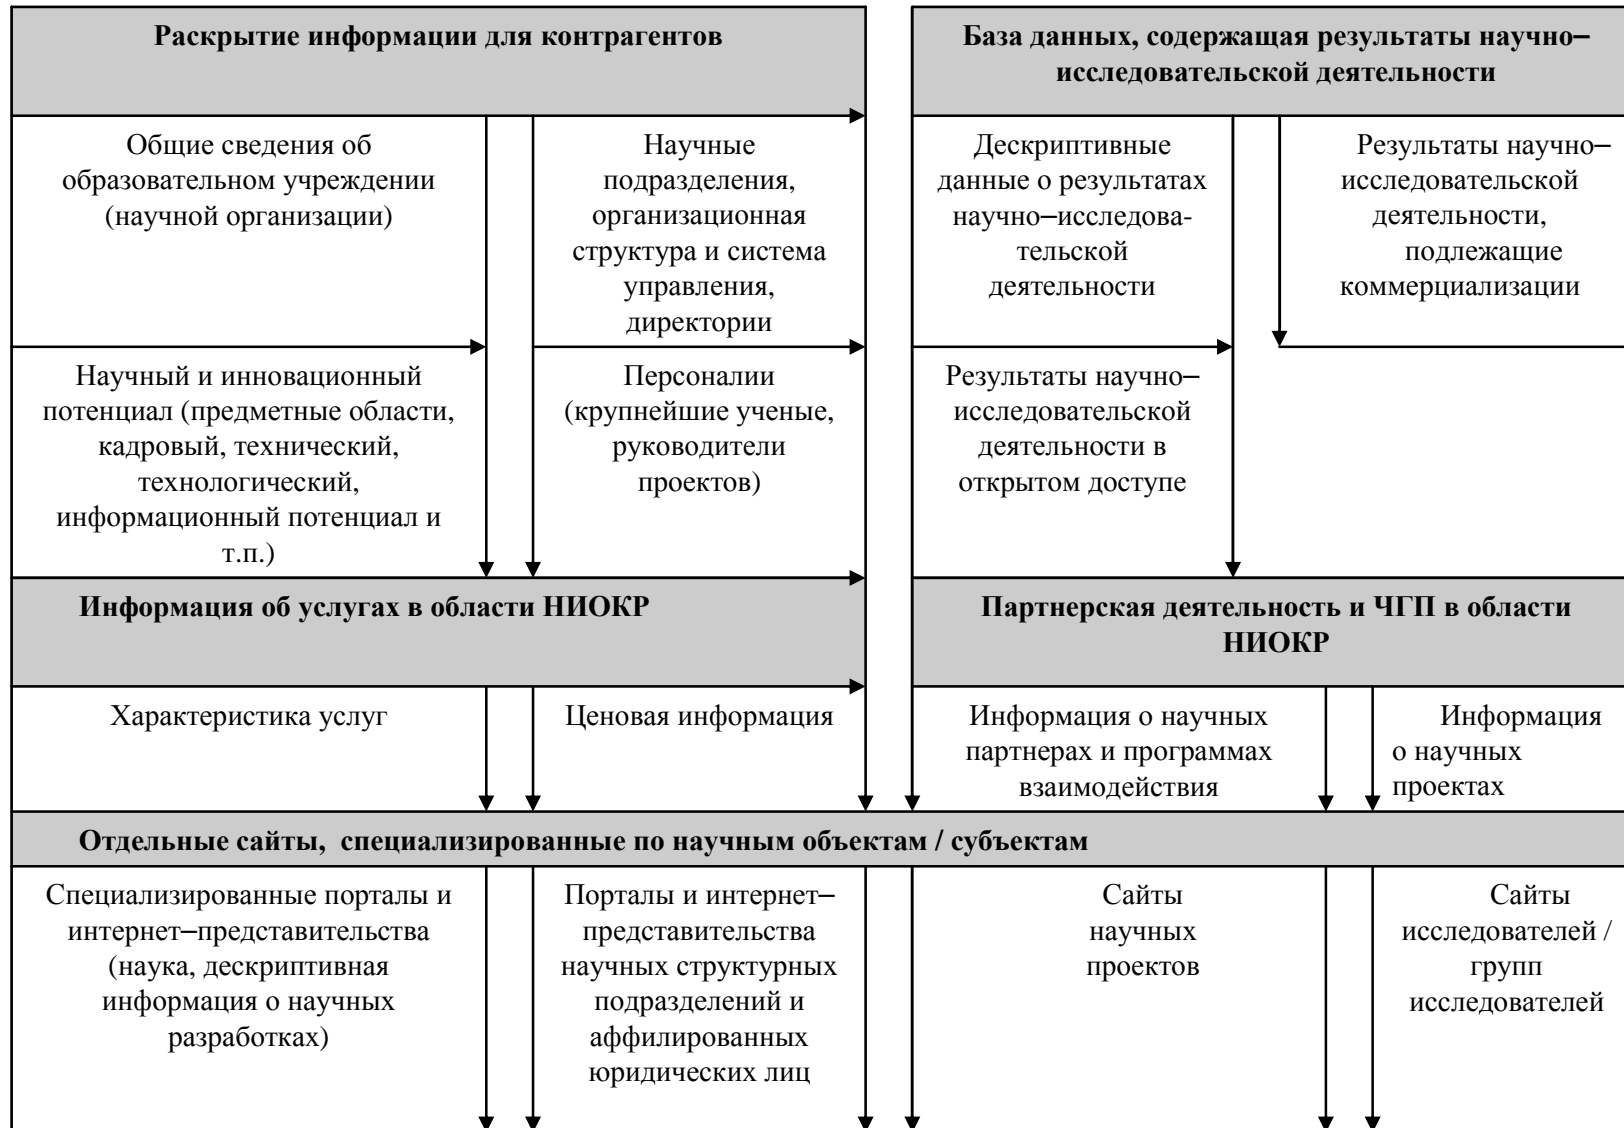 Раскрытие информации для контрагентов
База данных, содержащая результаты научно–
исследовательской деятельности
Общие сведения об
образовательном учреждении
(научной организации)
Научные
подразделения,
организационная
структура и система
управления,
директории
Дескриптивные
данные о результатах
научно–исследова-
тельской
деятельности
Результаты научно–
исследовательской
деятельности,
подлежащие
коммерциализации
Научный и инновационный
потенциал (предметные области,
кадровый, технический,
технологический,
информационный потенциал и
т.п.)
Персоналии
(крупнейшие ученые,
руководители
проектов)
Результаты научно–
исследовательской
деятельности в
открытом доступе
Информация об услугах в области НИОКР
Партнерская деятельность и ЧГП в области
НИОКР
Характеристика услуг
Ценовая информация
Информация о научных
партнерах и программах
взаимодействия
Информация
о научных
проектах
Отдельные сайты, специализированные по научным объектам / субъектам
Специализированные порталы и
интернет–представительства
(наука, дескриптивная
информация о научных
разработках)
Порталы и интернет–
представительства
научных структурных
подразделений и
аффилированных
юридических лиц
Сайты
научных
проектов
Сайты
исследователей /
групп
исследователей